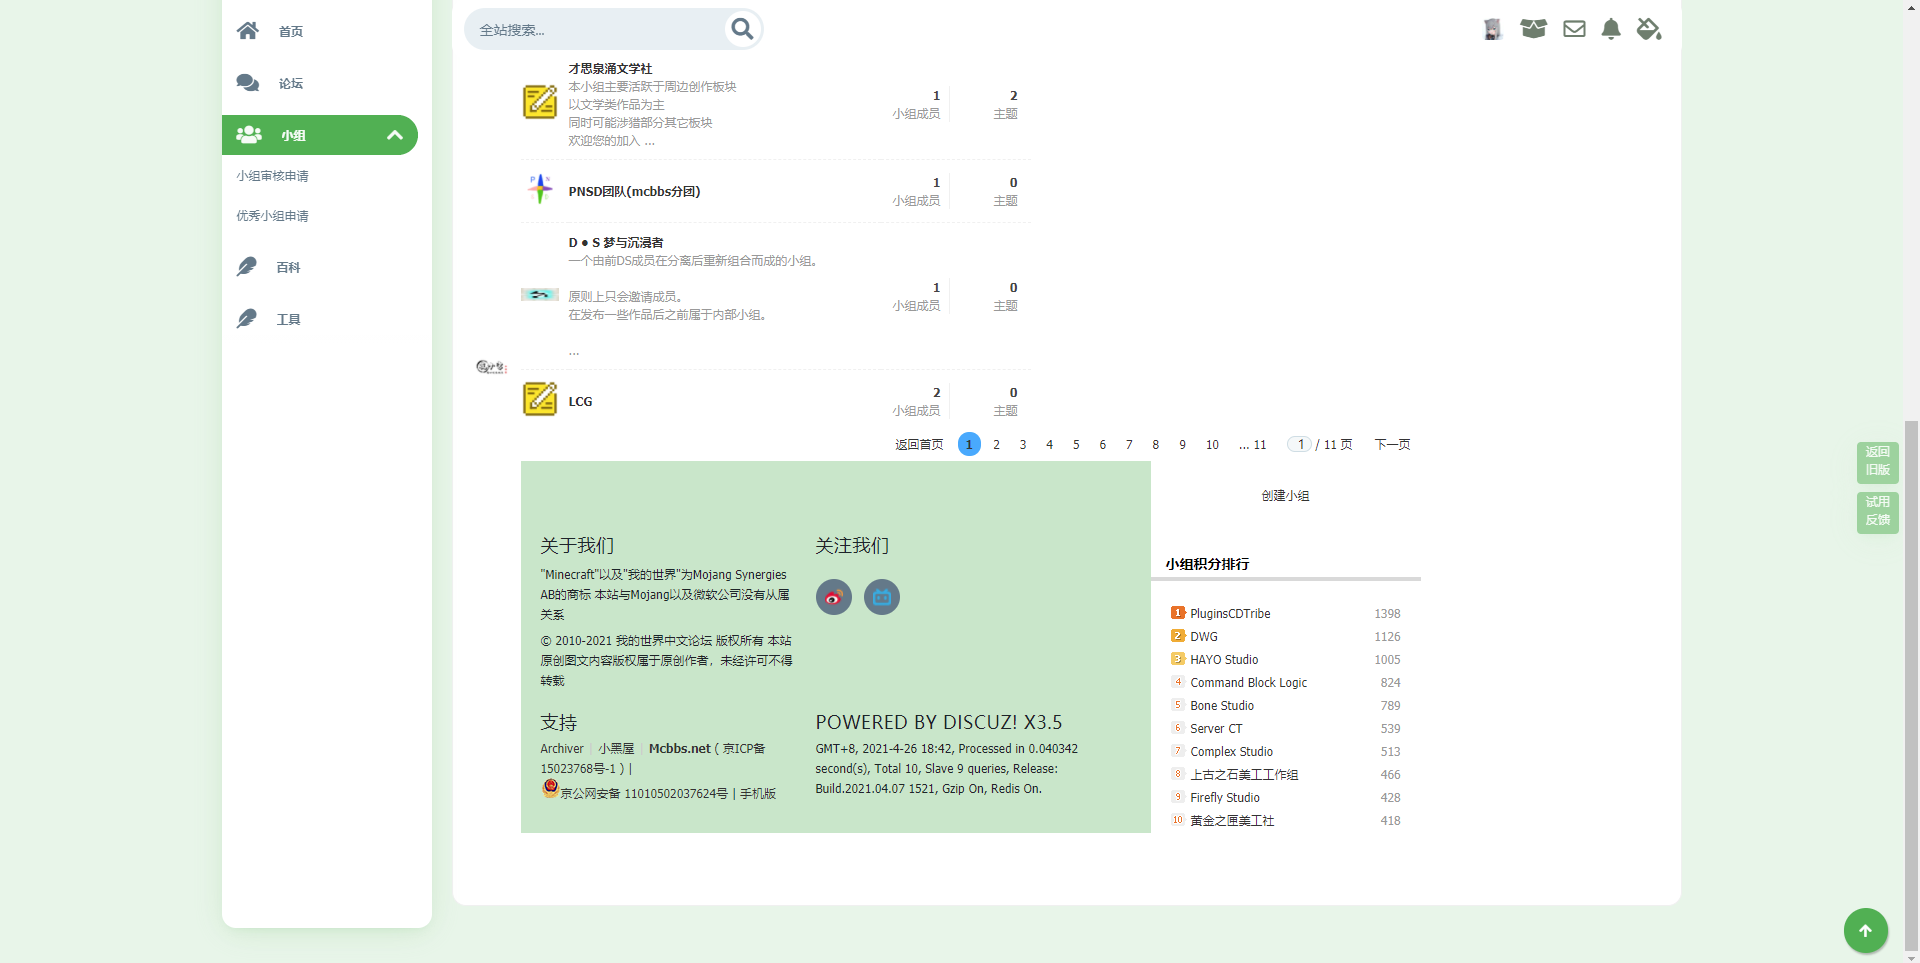 首页
论坛
小组
小组审核申请
优秀小组申请
百科
工具
全站搜索...
才思泉涌文学社
本小组主要活跃于周边创作板块
以文学类作品为主
同时可能涉猎部分其它板块
欢迎您的加入 ...
1
小组成员
2
主题
PNSD团队(mcbbs分团)
1
小组成员
0
主题
D ● S 梦与沉浸者
一个由前DS成员在分离后重新组合而成的小组。
原则上只会邀请成员。
在发布一些作品后之前属于内部小组。
...
1
小组成员
0
主题
LCG
2
小组成员
0
主题
返回首页 1 2 3 4 5 6 7 8 9 10 ... 11 1 / 11 页 下一页
关于我们
"Minecraft"以及"我的世界"为Mojang Synergies
AB的商标 本站与Mojang以及微软公司没有从属
关系
© 2010-2021 我的世界中文论坛 版权所有 本站
原创图文内容版权属于原创作者，未经许可不得
转载
关注我们
支持
Archiver | 小黑屋 | Mcbbs.net ( 京ICP备
15023768号-1 ) |
京公网安备 11010502037624号 | 手机版
POWERED BY DISCUZ! X3.5
GMT+8, 2021-4-26 18:42, Processed in 0.040342
second(s), Total 10, Slave 9 queries, Release:
Build.2021.04.07 1521, Gzip On, Redis On.
创建小组
小组积分排行
1 PluginsCDTribe 1398
2 DWG 1126
3 HAYO Studio 1005
4 Command Block Logic 824
5 Bone Studio 789
6 Server CT 539
7 Complex Studio 513
8 上古之石美工工作组 466
9 Firefly Studio 428
10 黄金之匣美工社 418
返回
旧版
试用
反馈